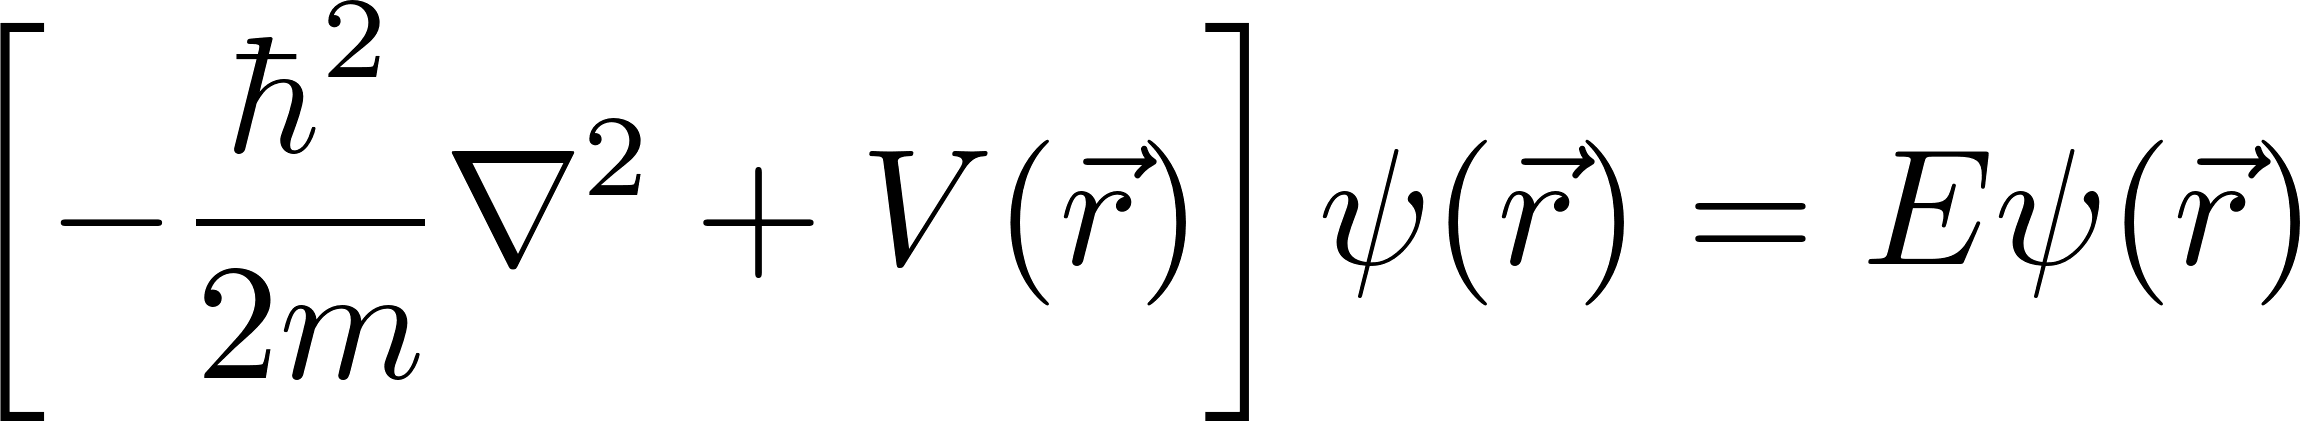 [−ħ²/2m ∇² + V(r⃗)] ψ(r⃗) = Eψ(r⃗)